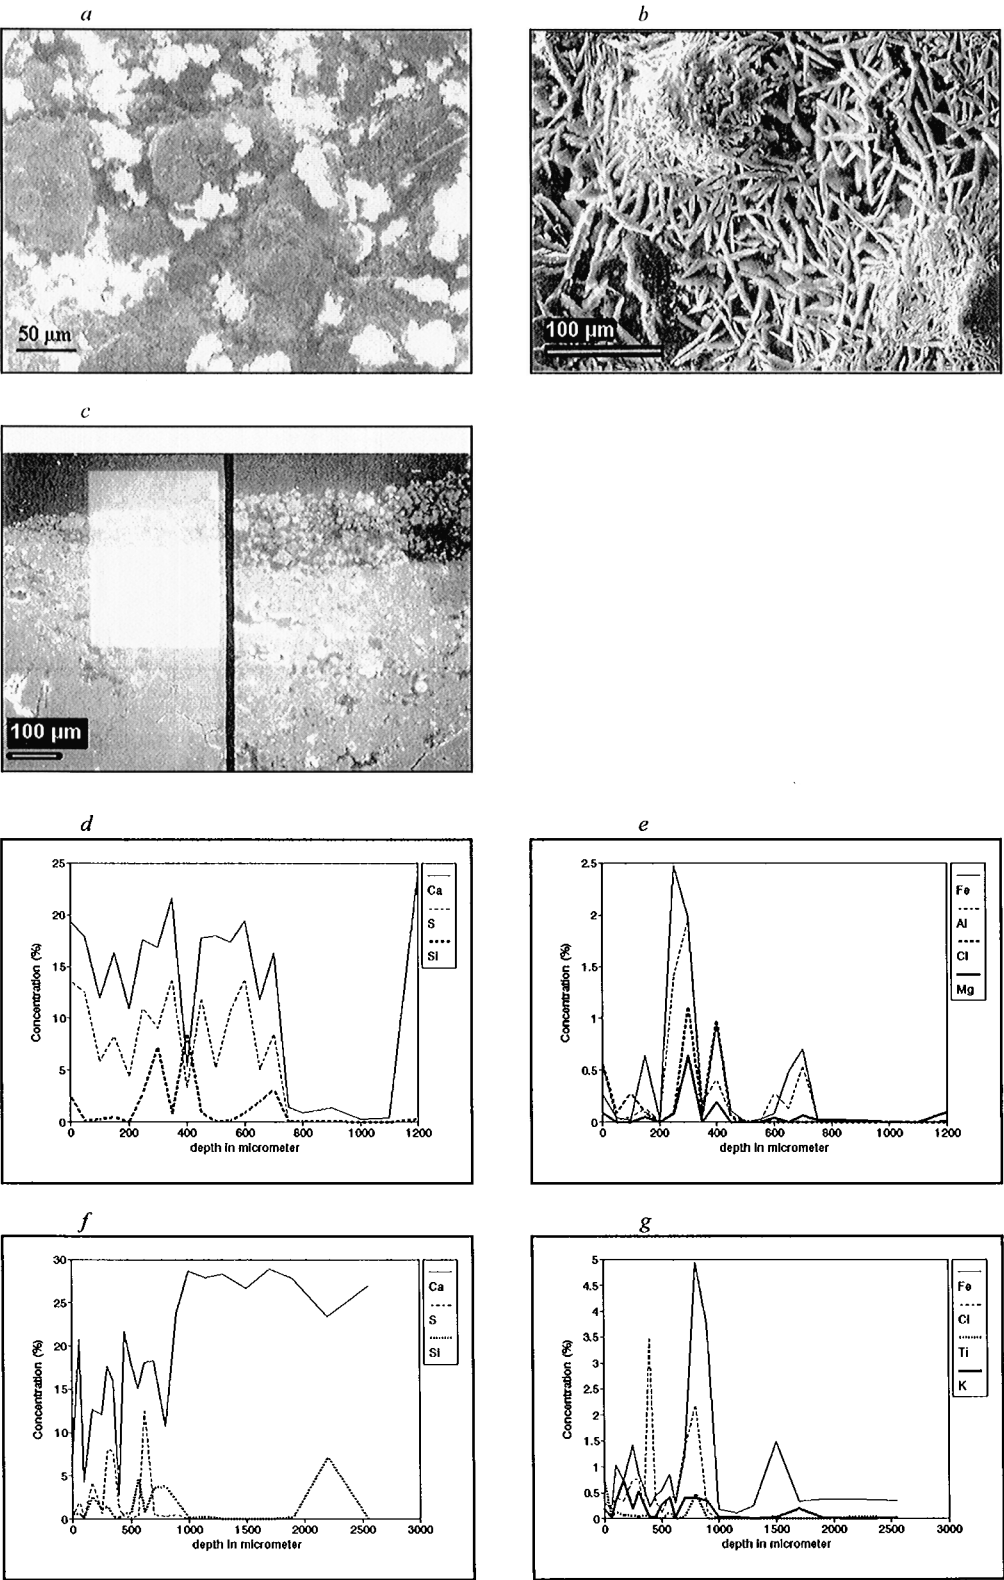 a
b
50 µm
100 µm
c
100 µm
d
e
25
20
15
10
5
0
Concentration (%)
0 200 400 600 800 1000 1200
depth in micrometer
Ca
S
Si
2.5
2
1.5
1
0.5
0
Concentration (%)
0 200 400 600 800 1000 1200
depth in micrometer
Fe
Al
Cl
Mg
f
g
30
25
20
15
10
5
0
Concentration (%)
0 500 1000 1500 2000 2500 3000
depth in micrometer
Ca
S
Si
5
4.5
4
3.5
3
2.5
2
1.5
1
0.5
0
Concentration (%)
0 500 1000 1500 2000 2500 3000
depth in micrometer
Fe
Cl
Ti
K